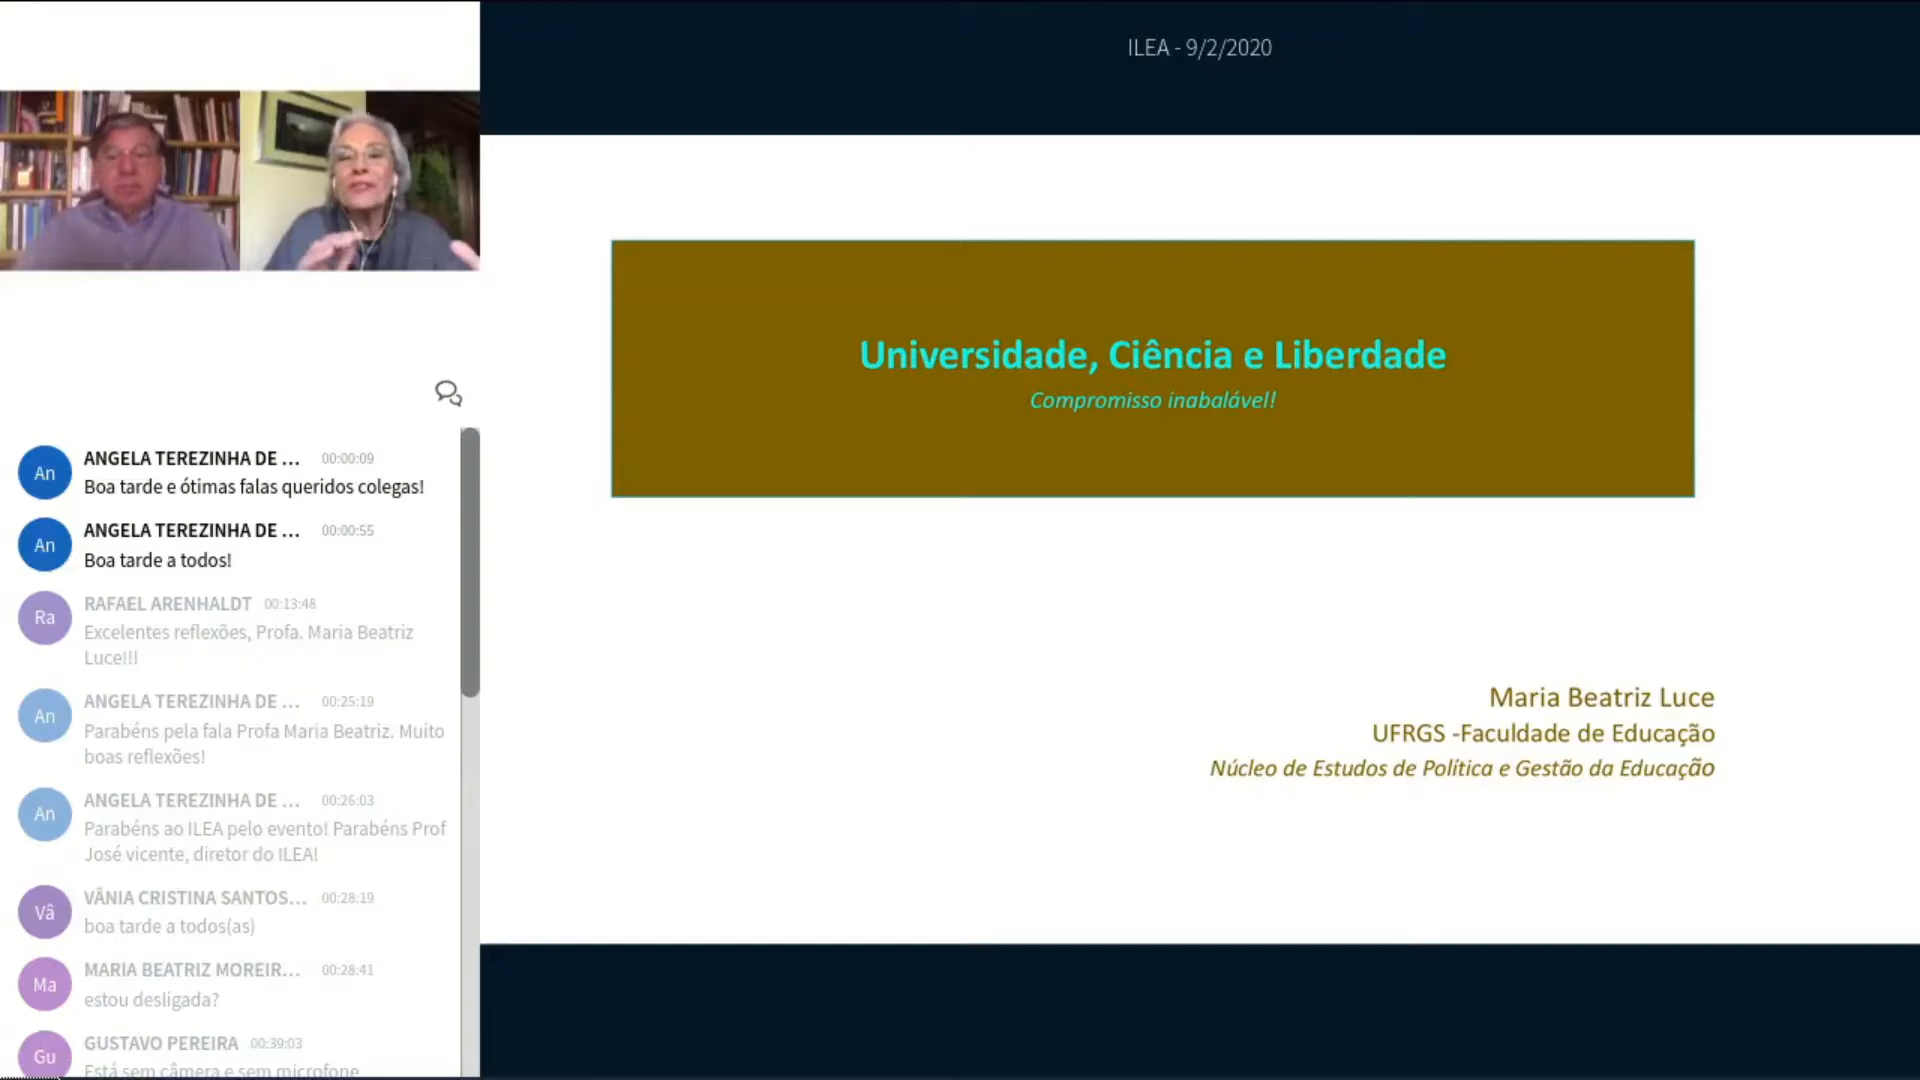 ILEA - 9/2/2020
Universidade, Ciência e Liberdade
Compromisso inabalável!
Maria Beatriz Luce
UFRGS -Faculdade de Educação
Núcleo de Estudos de Política e Gestão da Educação
An
ANGELA TEREZINHA DE ... 00:00:09
Boa tarde e ótimas falas queridos colegas!
An
ANGELA TEREZINHA DE ... 00:00:55
Boa tarde a todos!
Ra
RAFAEL ARENHALDT 00:13:48
Excelentes reflexões, Profa. Maria Beatriz
Luce!!!
An
ANGELA TEREZINHA DE ... 00:25:19
Parabéns pela fala Profa Maria Beatriz. Muito
boas reflexões!
An
ANGELA TEREZINHA DE ... 00:26:03
Parabéns ao ILEA pelo evento! Parabéns Prof
José vicente, diretor do ILEA!
Vâ
VÂNIA CRISTINA SANTOS... 00:28:19
boa tarde a todos(as)
Ma
MARIA BEATRIZ MOREIR... 00:28:41
estou desligada?
Gu
GUSTAVO PEREIRA 00:39:03
Está sem câmera e sem microfone